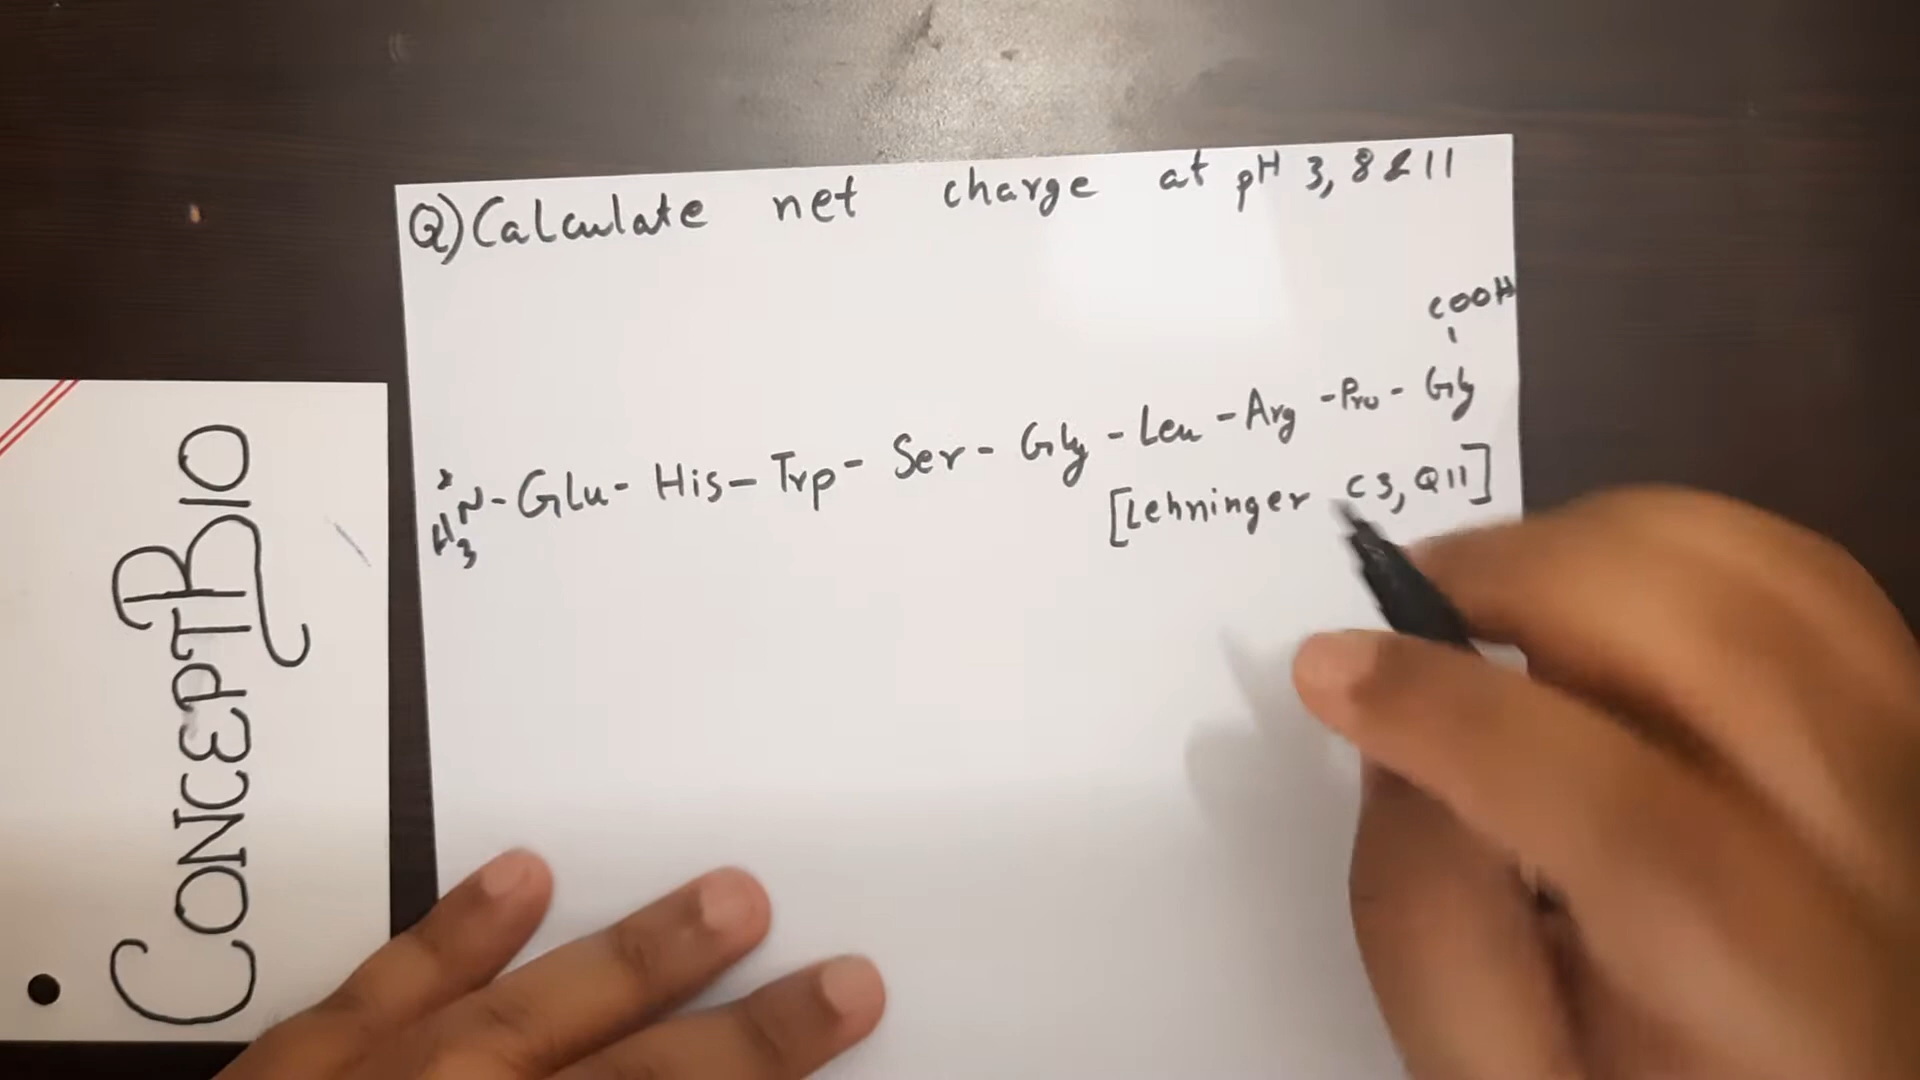 Q) Calculate net charge at pH 3, 8 & 11
COOH
H3N - Glu - His - Trp - Ser - Gly - Leu - Arg - Pro - Gly
[Lehninger C3, Q11]
CONCEPTBIO